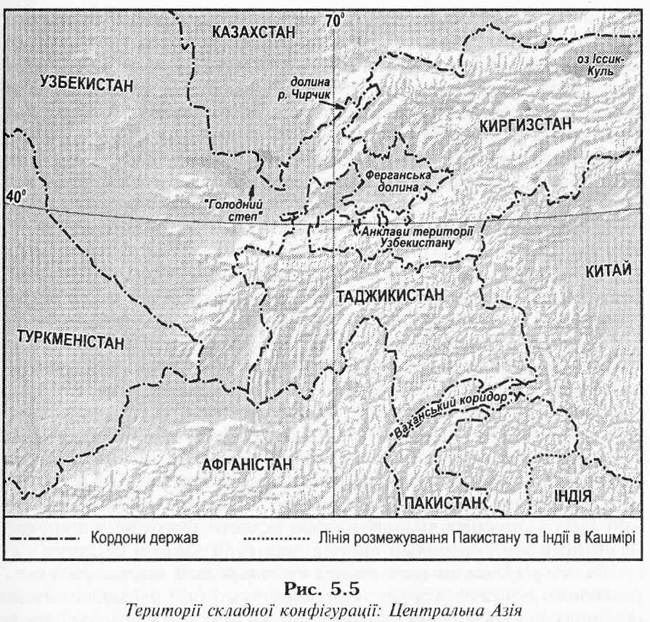 70⁰
КАЗАХСТАН
УЗБЕКИСТАН
оз Іссик-
Куль
долина
р. Чирчик
КИРГИЗСТАН
Ферганська
долина
40⁰
"Голодний
степ"
Анклави території
Узбекистану
КИТАЙ
ТАДЖИКИСТАН
ТУРКМЕНІСТАН
"Ваханський коридор"
АФГАНІСТАН
ПАКИСТАН
ІНДІЯ
Кордони держав
Лінія розмежування Пакистану та Індії в Кашмірі
Рис. 5.5
Території складної конфігурації: Центральна Азія